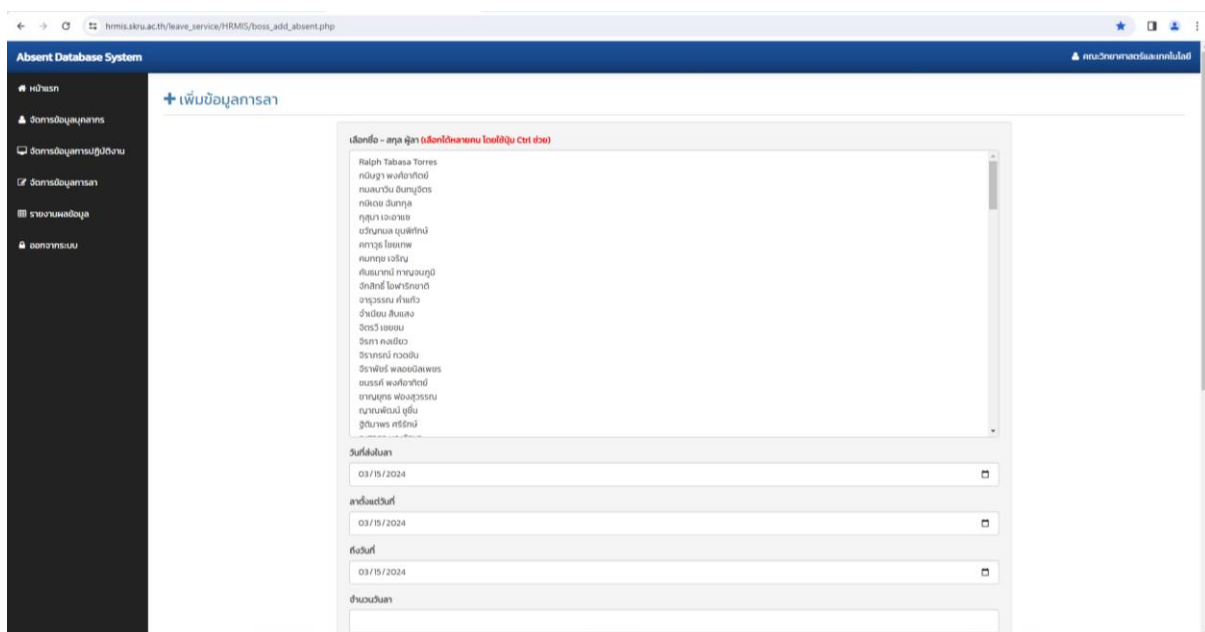 hrmis.skru.ac.th/leave_service/HRMIS/boss_add_absent.php
Absent Database System
คณะวิทยาศาสตร์และเทคโนโลยี
หน้าแรก
จัดการข้อมูลบุคลากร
จัดการข้อมูลการปฏิบัติงาน
จัดการข้อมูลการลา
รายงานผลข้อมูล
ออกจากระบบ
เพิ่มข้อมูลการลา
เลือกชื่อ - สกุล ผู้ลา (เลือกได้หลายคน โดยใช้ปุ่ม Ctrl ช่วย)
Ralph Tabasa Torres
กนิษฐา พงศ์อาทิตย์
กมลนาวิน อินทนูจิตร
กนิเดช จันทกุล
กุสุมา เจะอาแซ
ขวัญกมล ขุนพิทักษ์
คภาวุธ ไชยเทพ
คมกฤช เจริญ
คันธมาทน์ กาญจนภูมิ
จักสิทธิ์ โอฬาริกชาติ
จารุวรรณ คำแก้ว
จำเนียน สืบแสง
จิตรวี เชยชม
จิรภา คงเขียว
จิราภรณ์ กวดขัน
จิราพัชร์ พลอยนิลเพชร
ชนรรค์ พงศ์อาทิตย์
ชาญยุทธ ฟองสุวรรณ
ญาณพัฒน์ ชูชื่น
ฐิตินาพร ศรีรักษ์
วันที่ส่งใบลา
03/15/2024
ลาตั้งแต่วันที่
03/15/2024
ถึงวันที่
03/15/2024
จำนวนวันลา